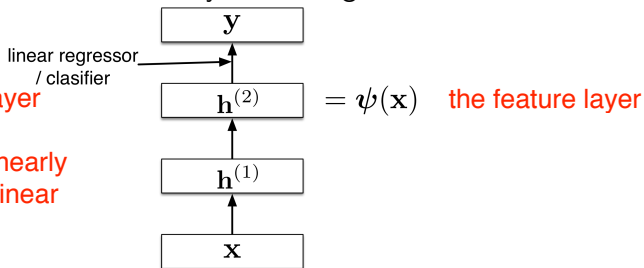 y
linear regressor
/ clasifier
ayer
h^(2)
= ψ(x)
the feature layer
nearly
h^(1)
inear
x